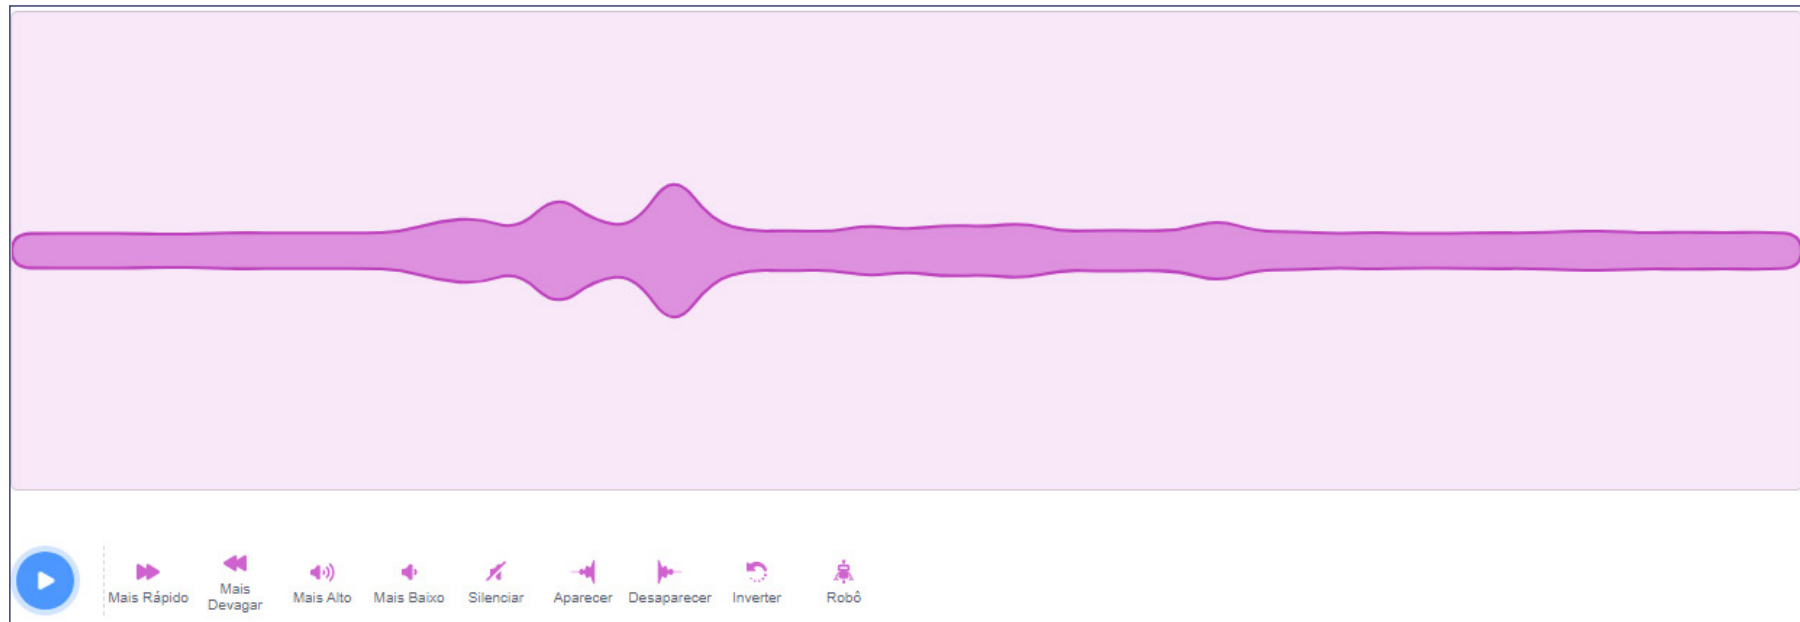 Mais Rápido
Mais
Devagar
Mais Alto
Mais Baixo
Silenciar
Aparecer
Desaparecer
Inverter
Robô